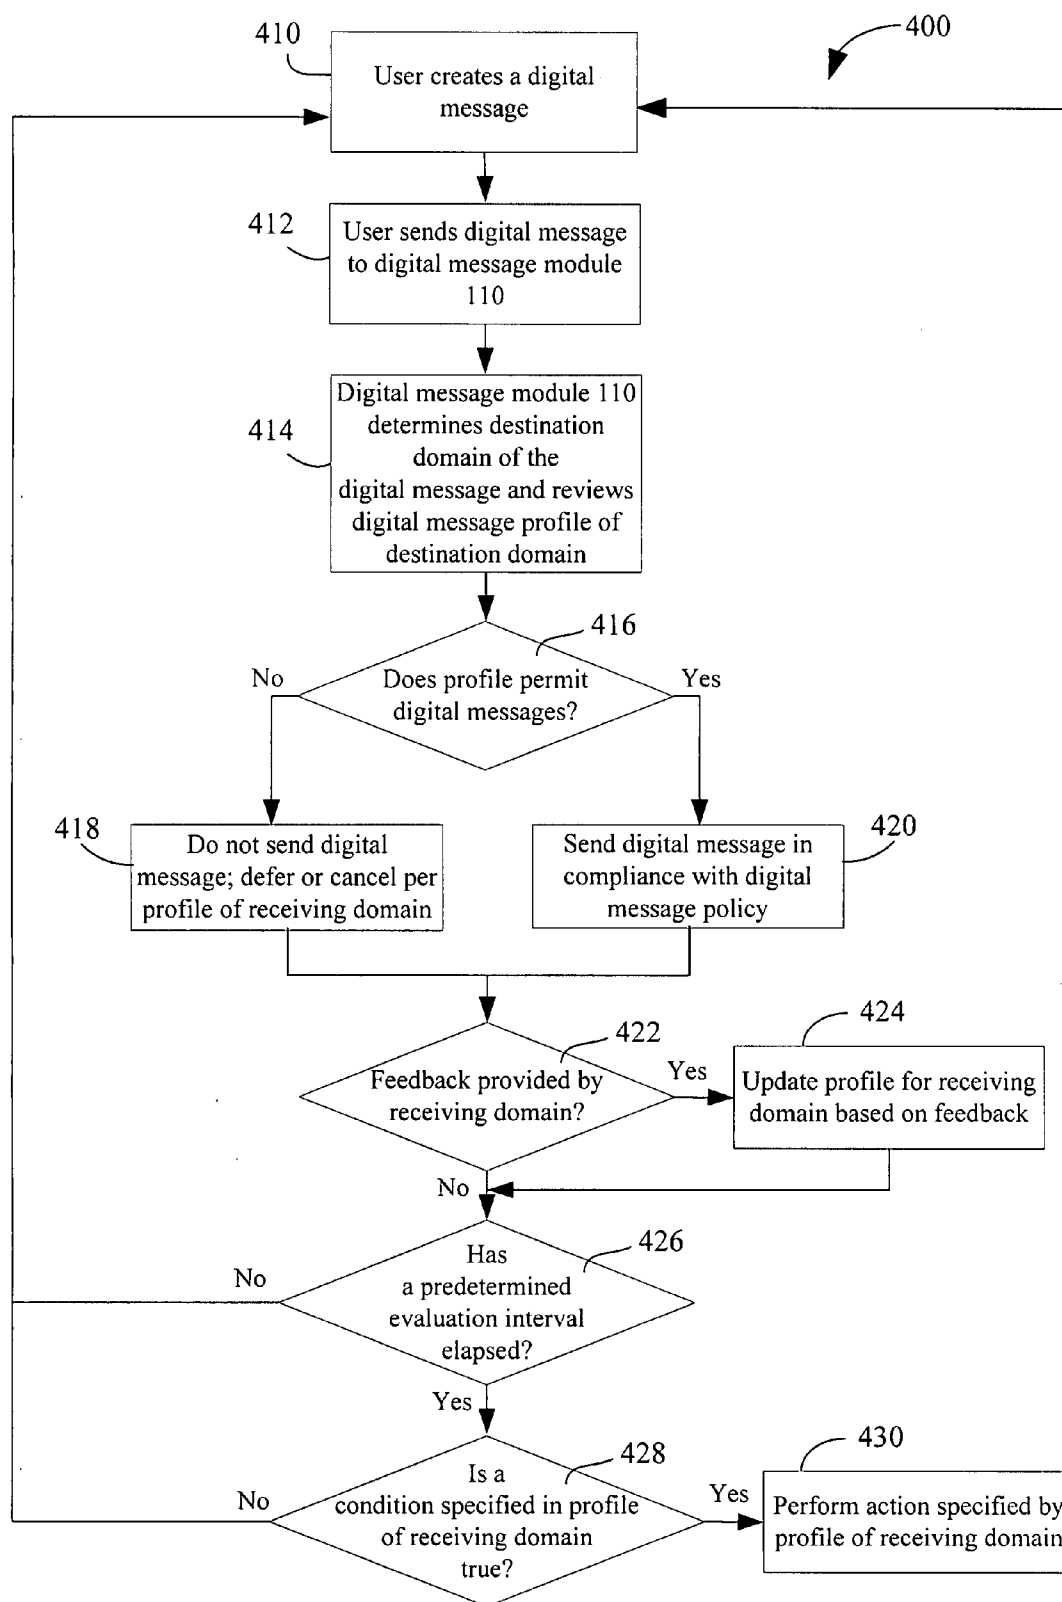 400
410
User creates a digital
message
412
User sends digital message
to digital message module
110
414
Digital message module 110
determines destination
domain of the
digital message and reviews
digital message profile of
destination domain
416
Does profile permit
digital messages?
No
Yes
418
Do not send digital
message; defer or cancel per
profile of receiving domain
420
Send digital message in
compliance with digital
message policy
422
Feedback provided by
receiving domain?
Yes
No
424
Update profile for receiving
domain based on feedback
426
Has
a predetermined
evaluation interval
elapsed?
No
Yes
428
Is a
condition specified in profile
of receiving domain
true?
No
Yes
430
Perform action specified by
profile of receiving domain